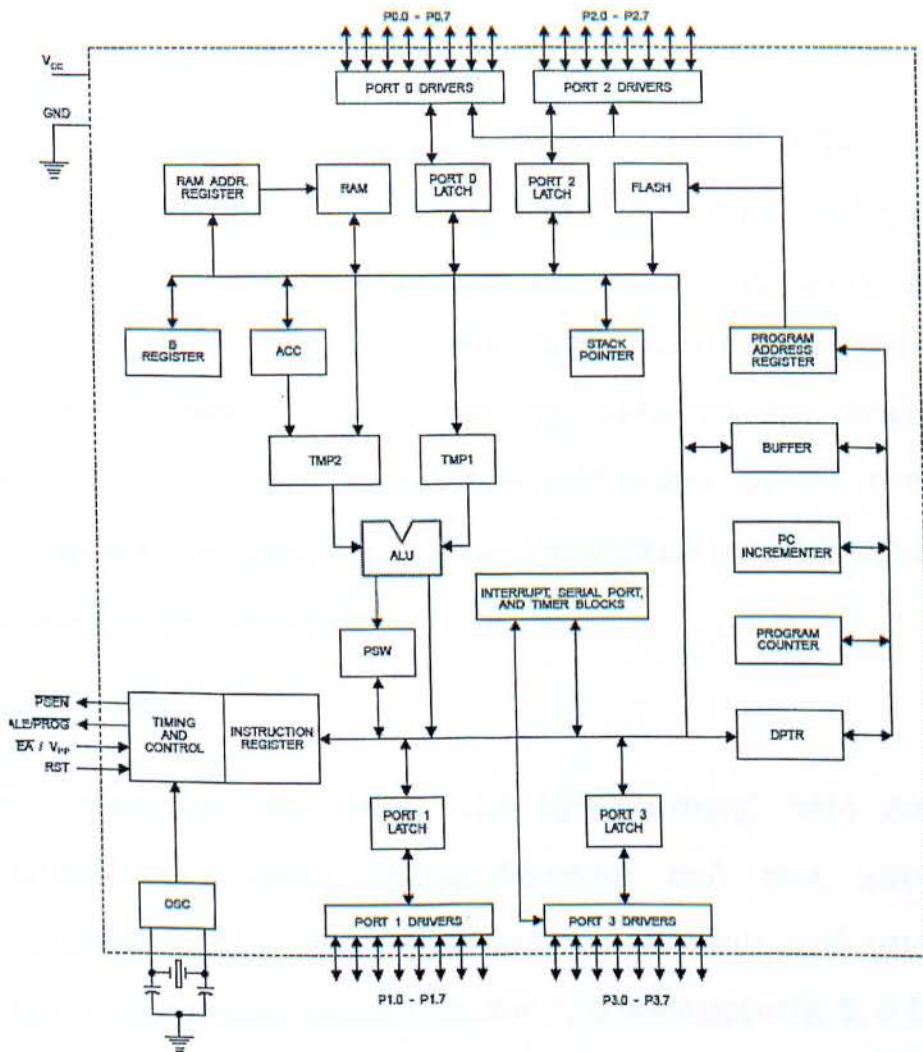 P0.0 - P0.7
P2.0 - P2.7
VCC
PORT 0 DRIVERS
PORT 2 DRIVERS
GND
RAM ADDR.
REGISTER
RAM
PORT 0
LATCH
PORT 2
LATCH
FLASH
B
REGISTER
ACC
STACK
POINTER
PROGRAM
ADDRESS
REGISTER
TMP2
TMP1
BUFFER
ALU
PC
INCREMENTER
INTERRUPT, SERIAL PORT,
AND TIMER BLOCKS
PSW
PROGRAM
COUNTER
PSEN
ALE/PROG
EA / VPP
RST
TIMING
AND
CONTROL
INSTRUCTION
REGISTER
DPTR
PORT 1
LATCH
PORT 3
LATCH
OSC
PORT 1 DRIVERS
PORT 3 DRIVERS
P1.0 - P1.7
P3.0 - P3.7